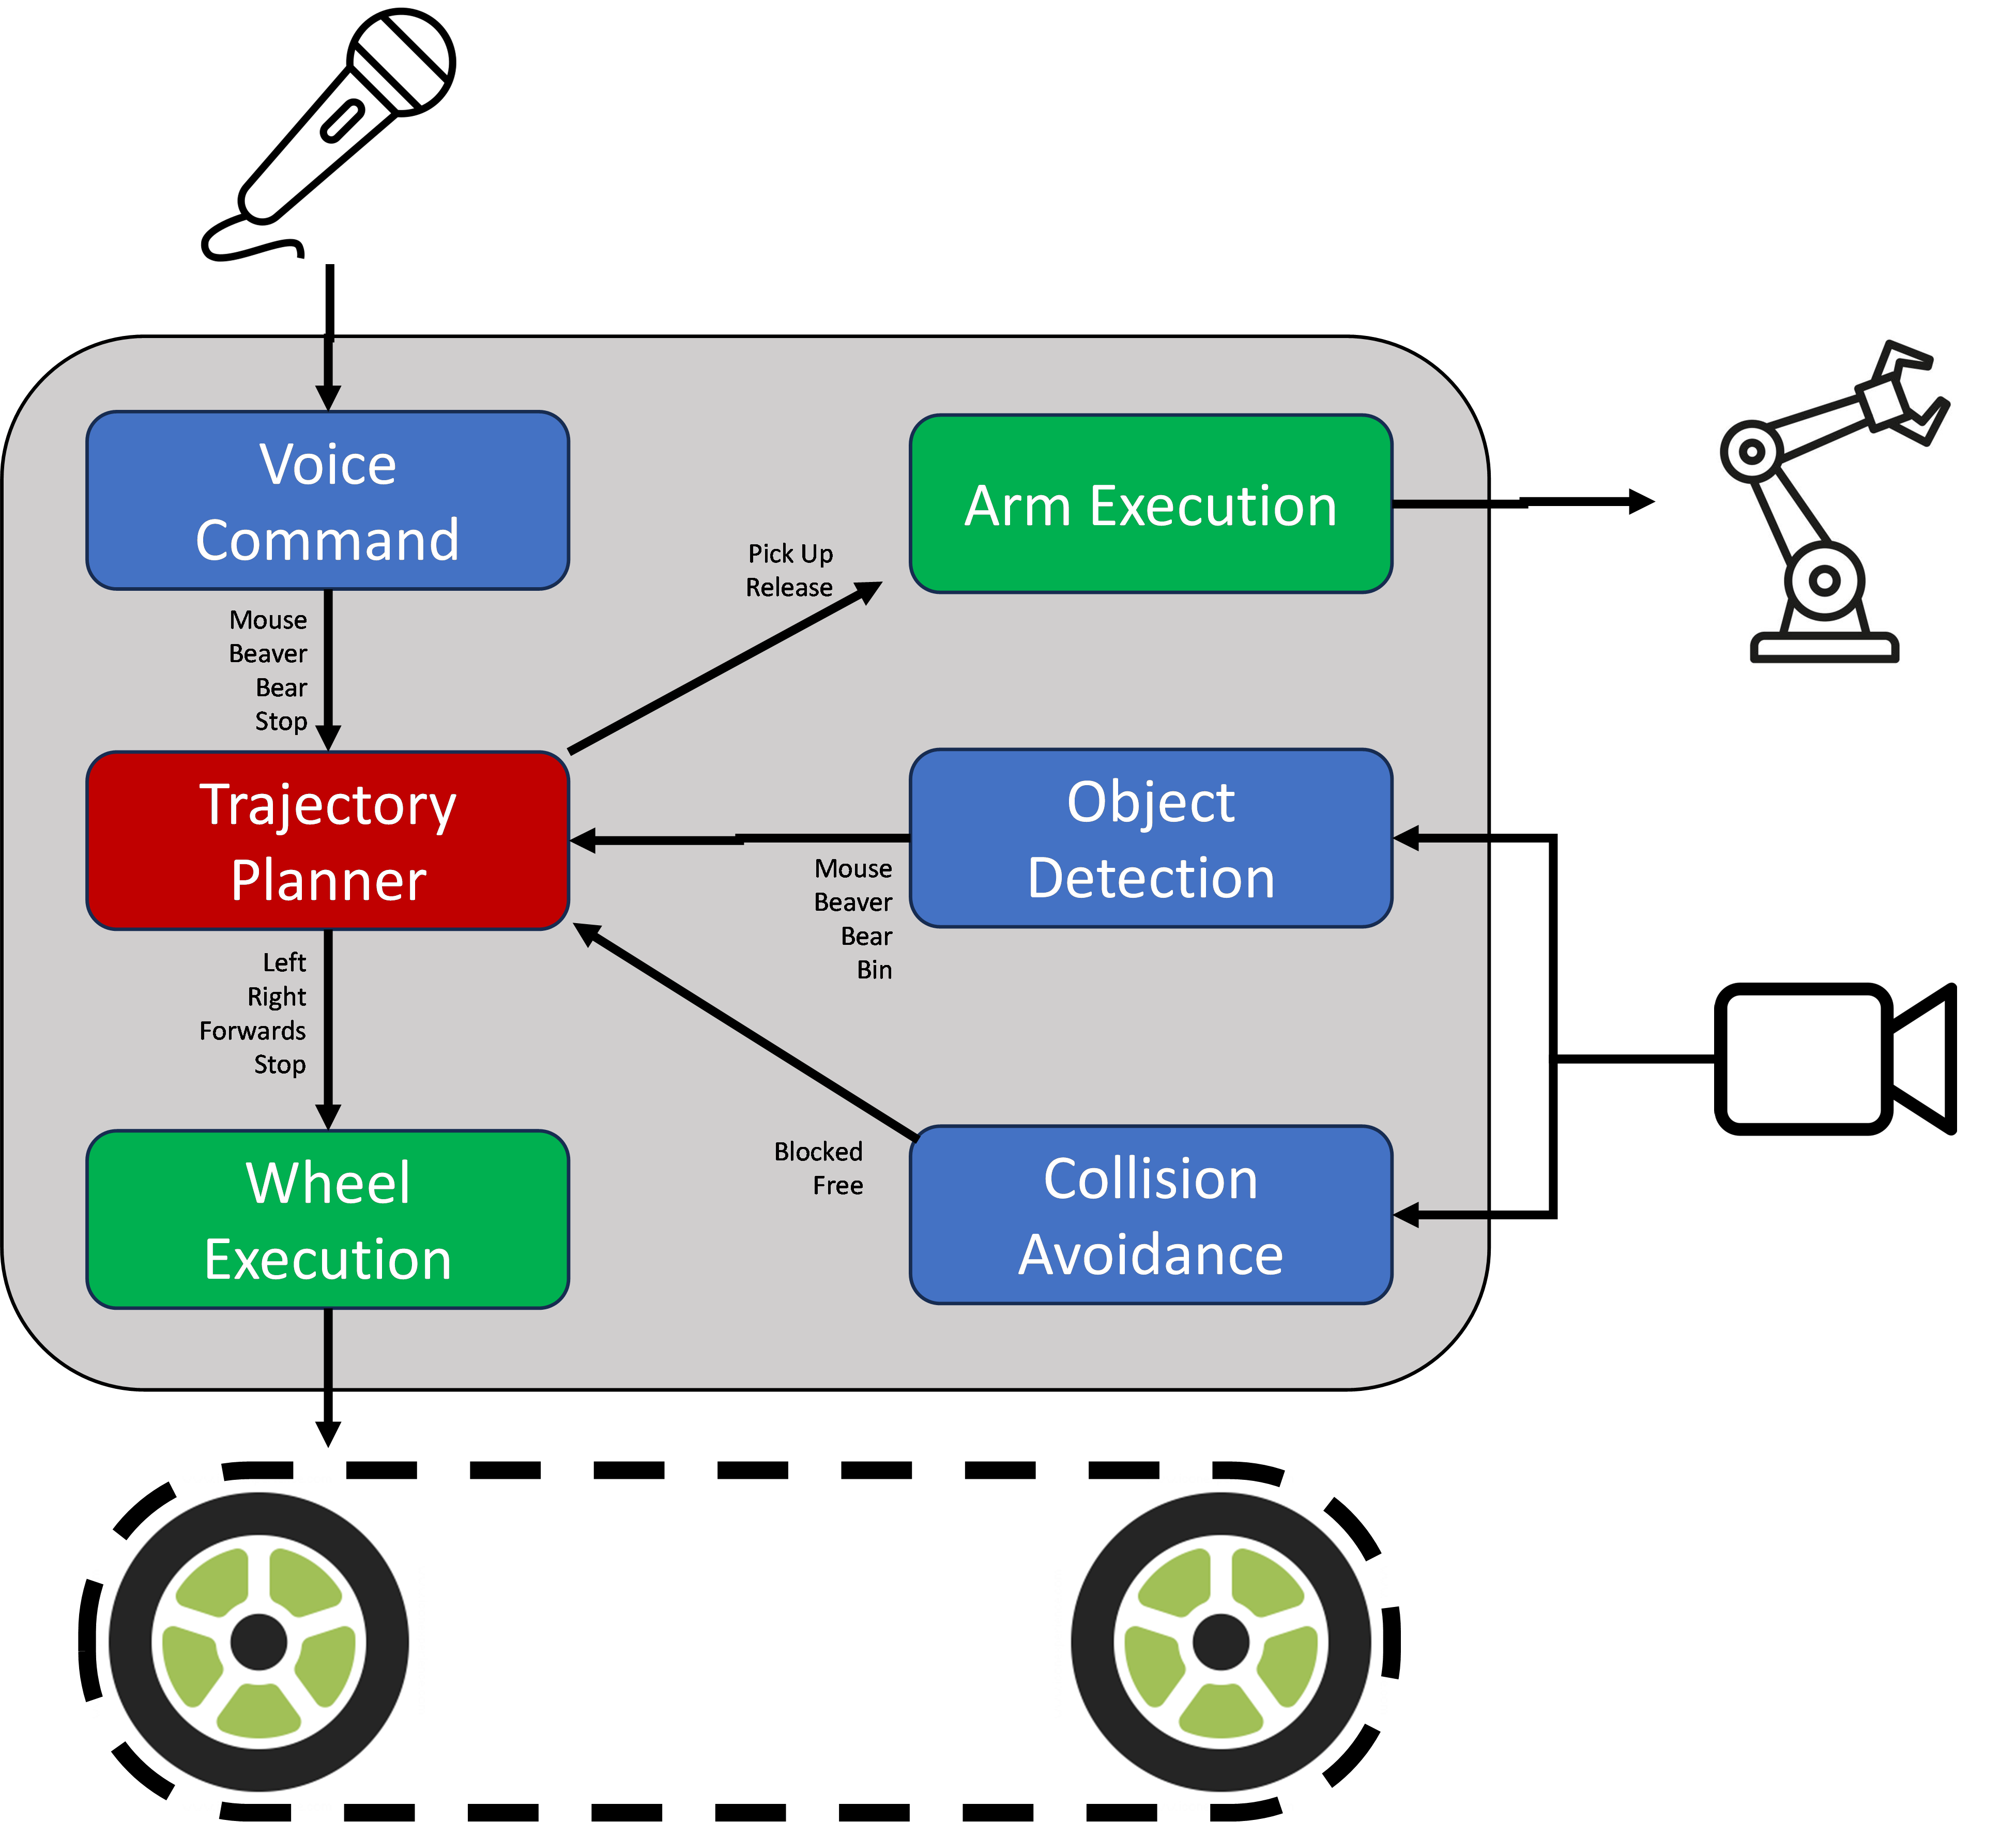 Voice
Command
Arm Execution
Pick Up
Release
Mouse
Beaver
Bear
Stop
Trajectory
Planner
Object
Detection
Mouse
Beaver
Bear
Bin
Left
Right
Forwards
Stop
Blocked
Free
Wheel
Execution
Collision
Avoidance